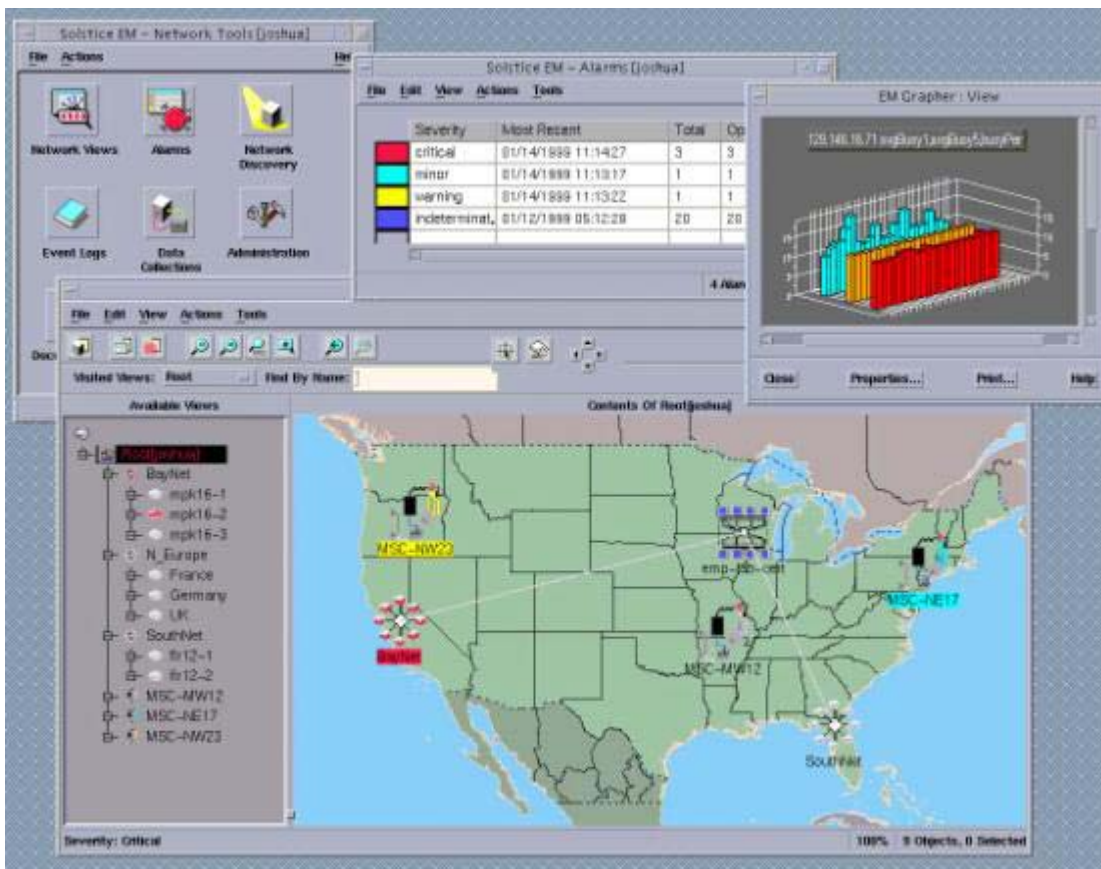 Solstice EM - Network Tools [joshua]
File Actions
Network Views
Alarms
Network Discovery
Event Logs
Data Collections
Administration
Solstice EM - Alarms [joshua]
File Edit View Actions Tools
Severity Most Recent Total Op
critical 01/14/1999 11:14:27 3 3
minor 01/14/1999 11:13:17 1 1
warning 01/14/1999 11:13:22 1 1
indeterminat. 01/12/1999 05:12:28 20 20
4 Alar
EM Grapher : View
Close Properties... Print... Help
File Edit View Actions Tools
Visited Views: Root Find By Name:
Available Views
Contents Of Root[joshua]
Root[joshua]
BayNet
mpk16-1
mpk16-2
mpk16-3
N_Europe
France
Germany
UK
SouthNet
flr12-1
flr12-2
MSC-MW12
MSC-NE17
MSC-NW23
MSC-NW23
BayNet
MSC-NE17
MSC-MW12
SouthNet
Severity: Critical
100% 9 Objects, 0 Selected